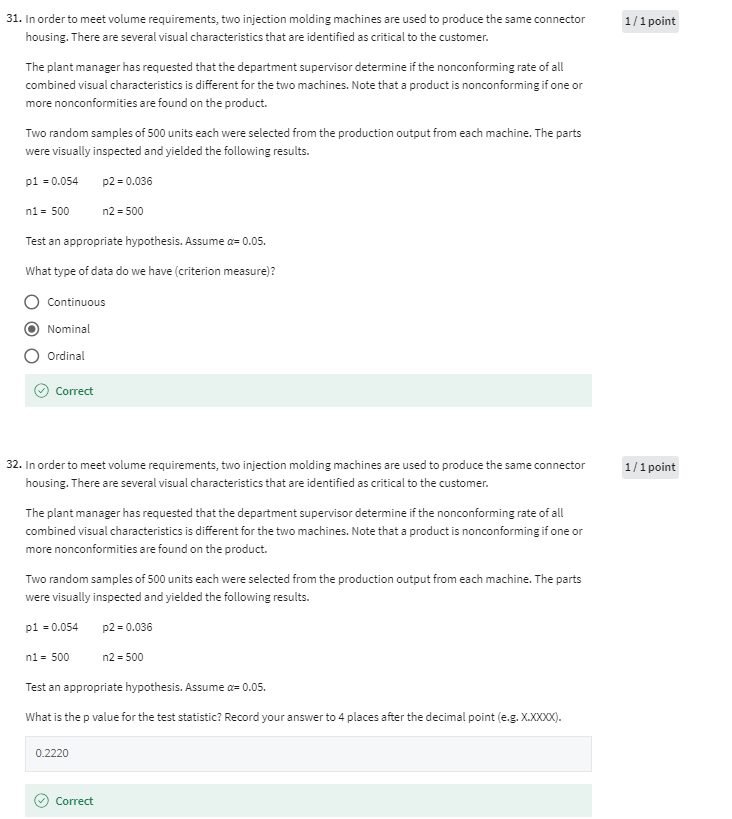 31. In order to meet volume requirements, two injection molding machines are used to produce the same connector
1 / 1 point
housing. There are several visual characteristics that are identified as critical to the customer.
The plant manager has requested that the department supervisor determine if the nonconforming rate of all
combined visual characteristics is different for the two machines. Note that a product is nonconforming if one or
more nonconformities are found on the product.
Two random samples of 500 units each were selected from the production output from each machine. The parts
were visually inspected and yielded the following results.
p1 = 0.054 p2 = 0.036
n1 = 500 n2 = 500
Test an appropriate hypothesis. Assume α= 0.05.
What type of data do we have (criterion measure)?
Continuous
Nominal
Ordinal
Correct
32. In order to meet volume requirements, two injection molding machines are used to produce the same connector
1 / 1 point
housing. There are several visual characteristics that are identified as critical to the customer.
The plant manager has requested that the department supervisor determine if the nonconforming rate of all
combined visual characteristics is different for the two machines. Note that a product is nonconforming if one or
more nonconformities are found on the product.
Two random samples of 500 units each were selected from the production output from each machine. The parts
were visually inspected and yielded the following results.
p1 = 0.054 p2 = 0.036
n1 = 500 n2 = 500
Test an appropriate hypothesis. Assume α= 0.05.
What is the p value for the test statistic? Record your answer to 4 places after the decimal point (e.g. X.XXXX).
0.2220
Correct